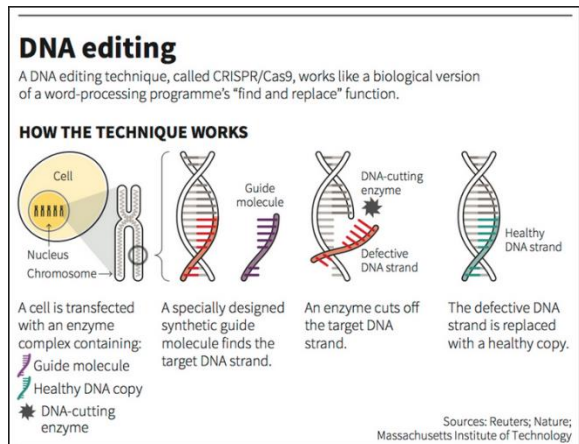 DNA editing
A DNA editing technique, called CRISPR/Cas9, works like a biological version
of a word-processing programme's “find and replace” function.
HOW THE TECHNIQUE WORKS
Cell
Nucleus
Chromosome
Guide
molecule
DNA-cutting
enzyme
Defective
DNA strand
Healthy
DNA strand
A cell is transfected
with an enzyme
complex containing:
Guide molecule
Healthy DNA copy
DNA-cutting
enzyme
A specially designed
synthetic guide
molecule finds the
target DNA strand.
An enzyme cuts off
the target DNA
strand.
The defective DNA
strand is replaced
with a healthy copy.
Sources: Reuters; Nature;
Massachusetts Institute of Technology